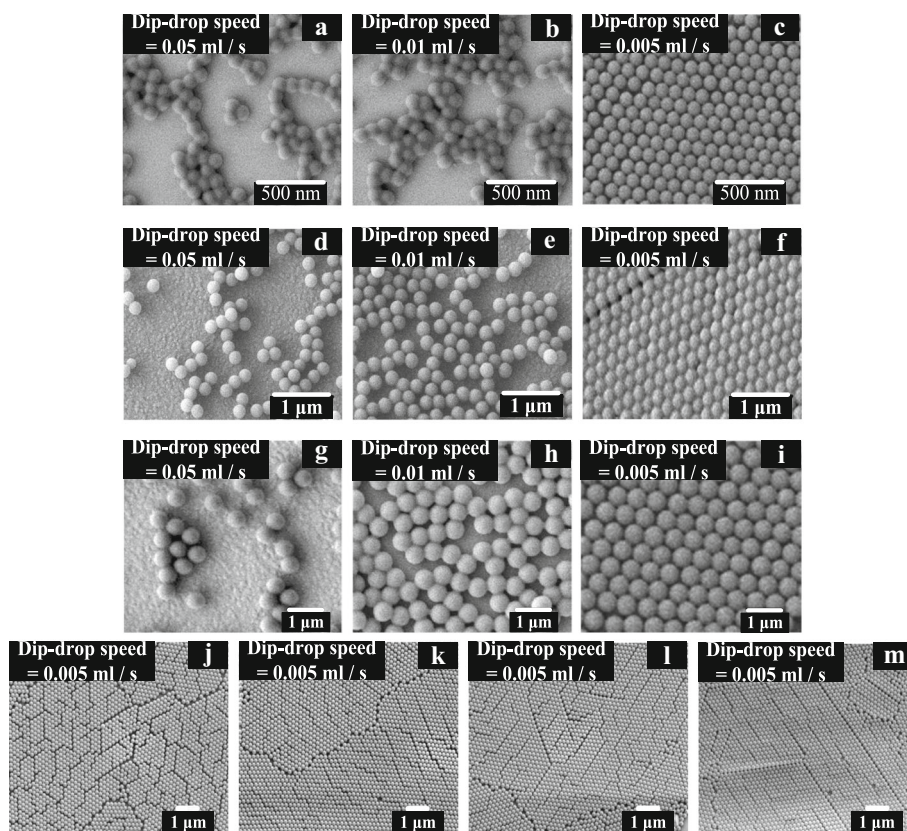 Dip-drop speed
= 0.05 ml / s
a
500 nm
Dip-drop speed
= 0.01 ml / s
b
500 nm
Dip-drop speed
= 0.005 ml / s
c
500 nm
Dip-drop speed
= 0.05 ml / s
d
1 μm
Dip-drop speed
= 0.01 ml / s
e
1 μm
Dip-drop speed
= 0.005 ml / s
f
1 μm
Dip-drop speed
= 0.05 ml / s
g
1 μm
Dip-drop speed
= 0.01 ml / s
h
1 μm
Dip-drop speed
= 0.005 ml / s
i
1 μm
Dip-drop speed
= 0.005 ml / s
j
1 μm
Dip-drop speed
= 0.005 ml / s
k
1 μm
Dip-drop speed
= 0.005 ml / s
l
1 μm
Dip-drop speed
= 0.005 ml / s
m
1 μm